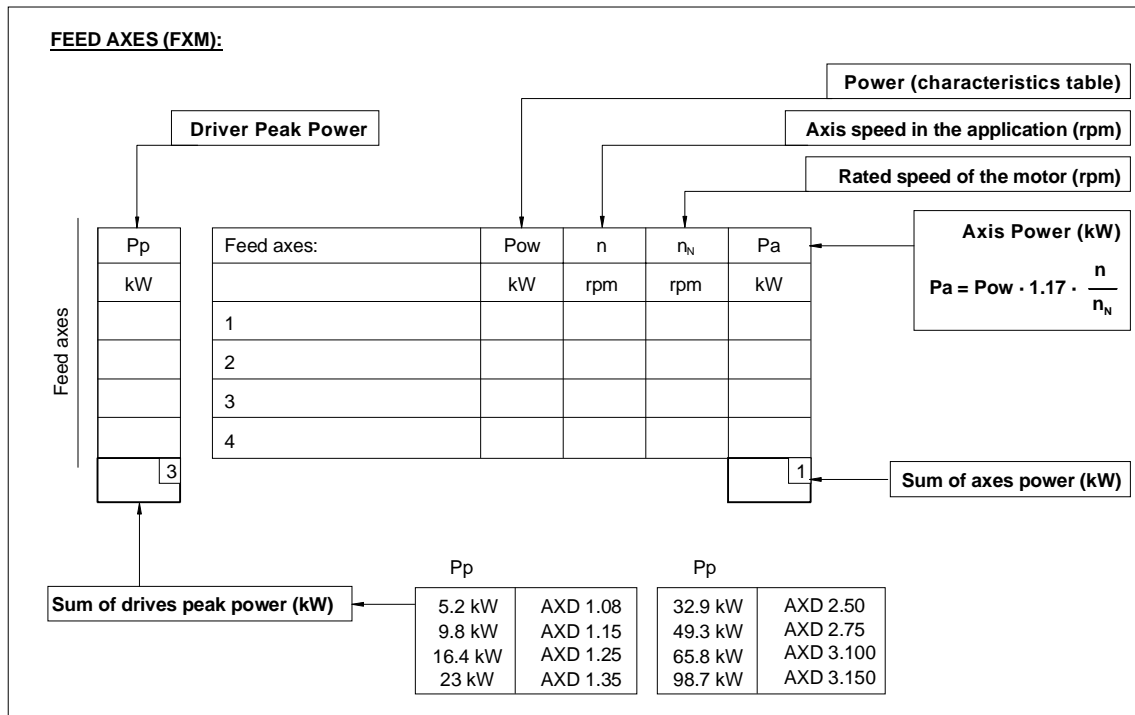 FEED AXES (FXM):
Power (characteristics table)
Driver Peak Power
Axis speed in the application (rpm)
Rated speed of the motor (rpm)
Feed axes
Pp
kW
3
Feed axes: Pow n nN Pa
kW rpm rpm kW
1
2
3
4
1
Axis Power (kW)
Pa = Pow · 1.17 · n / nN
Sum of axes power (kW)
Sum of drives peak power (kW)
Pp Pp
5.2 kW AXD 1.08 32.9 kW AXD 2.50
9.8 kW AXD 1.15 49.3 kW AXD 2.75
16.4 kW AXD 1.25 65.8 kW AXD 3.100
23 kW AXD 1.35 98.7 kW AXD 3.150